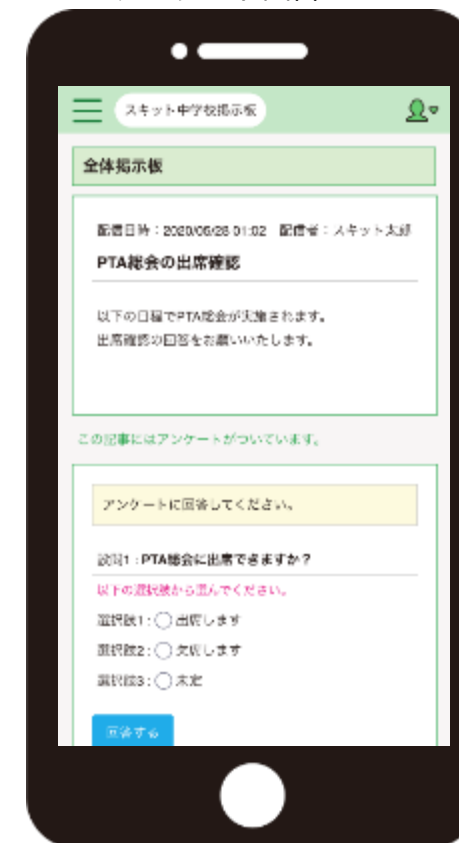 スキット中学校掲示板
全体掲示板
配信日時：2020/05/28 01:02 配信者：スキット太郎
PTA総会の出席確認
以下の日程でPTA総会が実施されます。
出席確認の回答をお願いいたします。
この記事にはアンケートがついています。
アンケートに回答してください。
設問1：PTA総会に出席できますか？
以下の選択肢から選んでください。
選択肢1：出席します
選択肢2：欠席します
選択肢3：未定
回答する